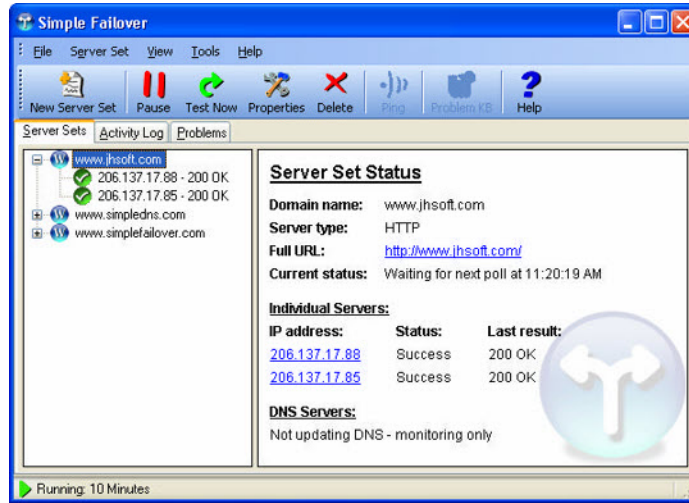 Simple Failover
File Server Set View Tools Help
New Server Set Pause Test Now Properties Delete Ping Problem KB Help
Server Sets Activity Log Problems
www.jhsoft.com
206.137.17.88 - 200 OK
206.137.17.85 - 200 OK
www.simpledns.com
www.simplefailover.com
Server Set Status
Domain name: www.jhsoft.com
Server type: HTTP
Full URL: http://www.jhsoft.com/
Current status: Waiting for next poll at 11:20:19 AM
Individual Servers:
IP address: Status: Last result:
206.137.17.88 Success 200 OK
206.137.17.85 Success 200 OK
DNS Servers:
Not updating DNS - monitoring only
Running: 10 Minutes